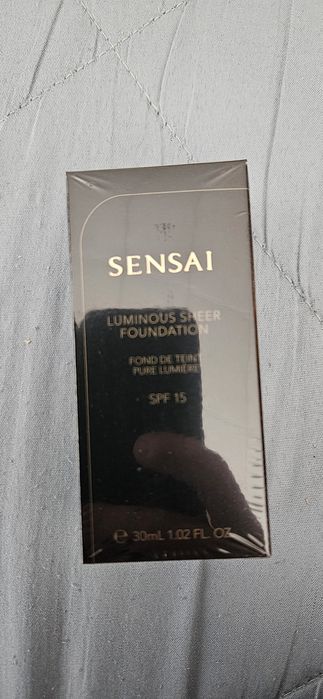 SENSAI
LUMINOUS SHEER
FOUNDATION
FOND DE TEINT
PURE LUMIÈRE
SPF 15
℮ 30mL 1.02 FL. OZ